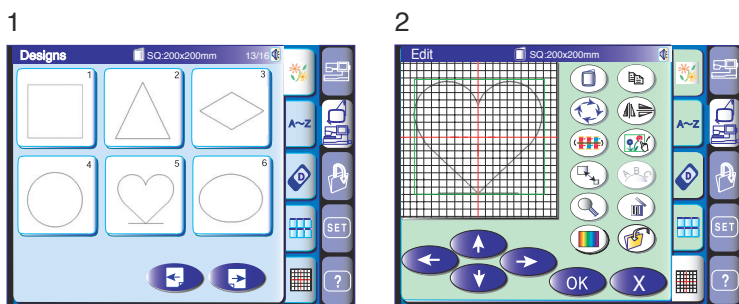 1
Designs SQ:200x200mm 13/16
1 2 3
4 5 6
A~Z
D
SET
?
2
Edit SQ:200x200mm
A~Z
ABC
D
SET
OK X
?